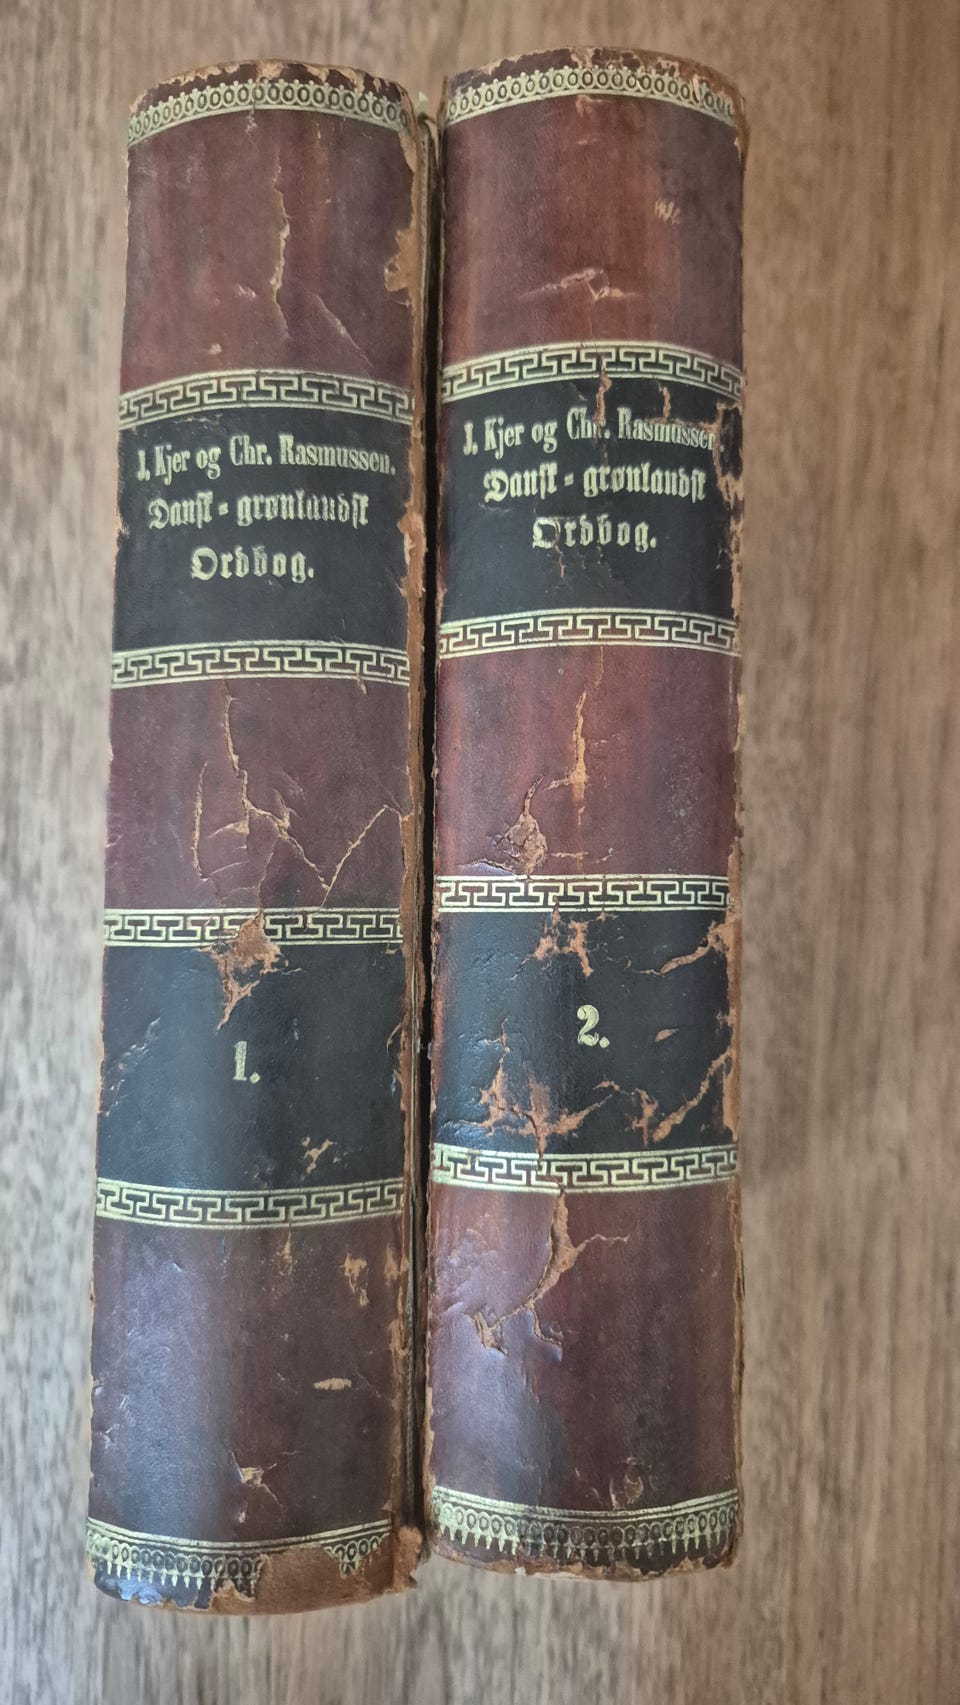 J. Kjer og Chr. Rasmussen.
Dansk - grønlandsk
Ordbog.
1.
J. Kjer og Chr. Rasmussen.
Dansk - grønlandsk
Ordbog.
2.